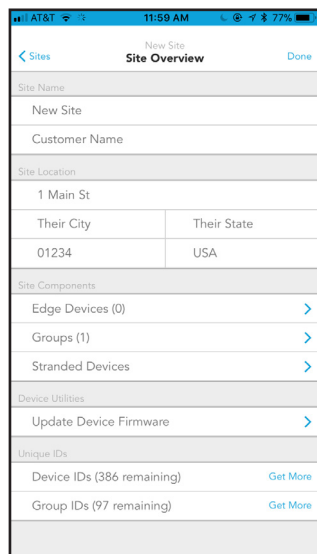 AT&T 11:59 AM 77%
New Site
Sites Site Overview Done
Site Name
New Site
Customer Name
Site Location
1 Main St
Their City Their State
01234 USA
Site Components
Edge Devices (0)
Groups (1)
Stranded Devices
Device Utilities
Update Device Firmware
Unique IDs
Device IDs (386 remaining) Get More
Group IDs (97 remaining) Get More